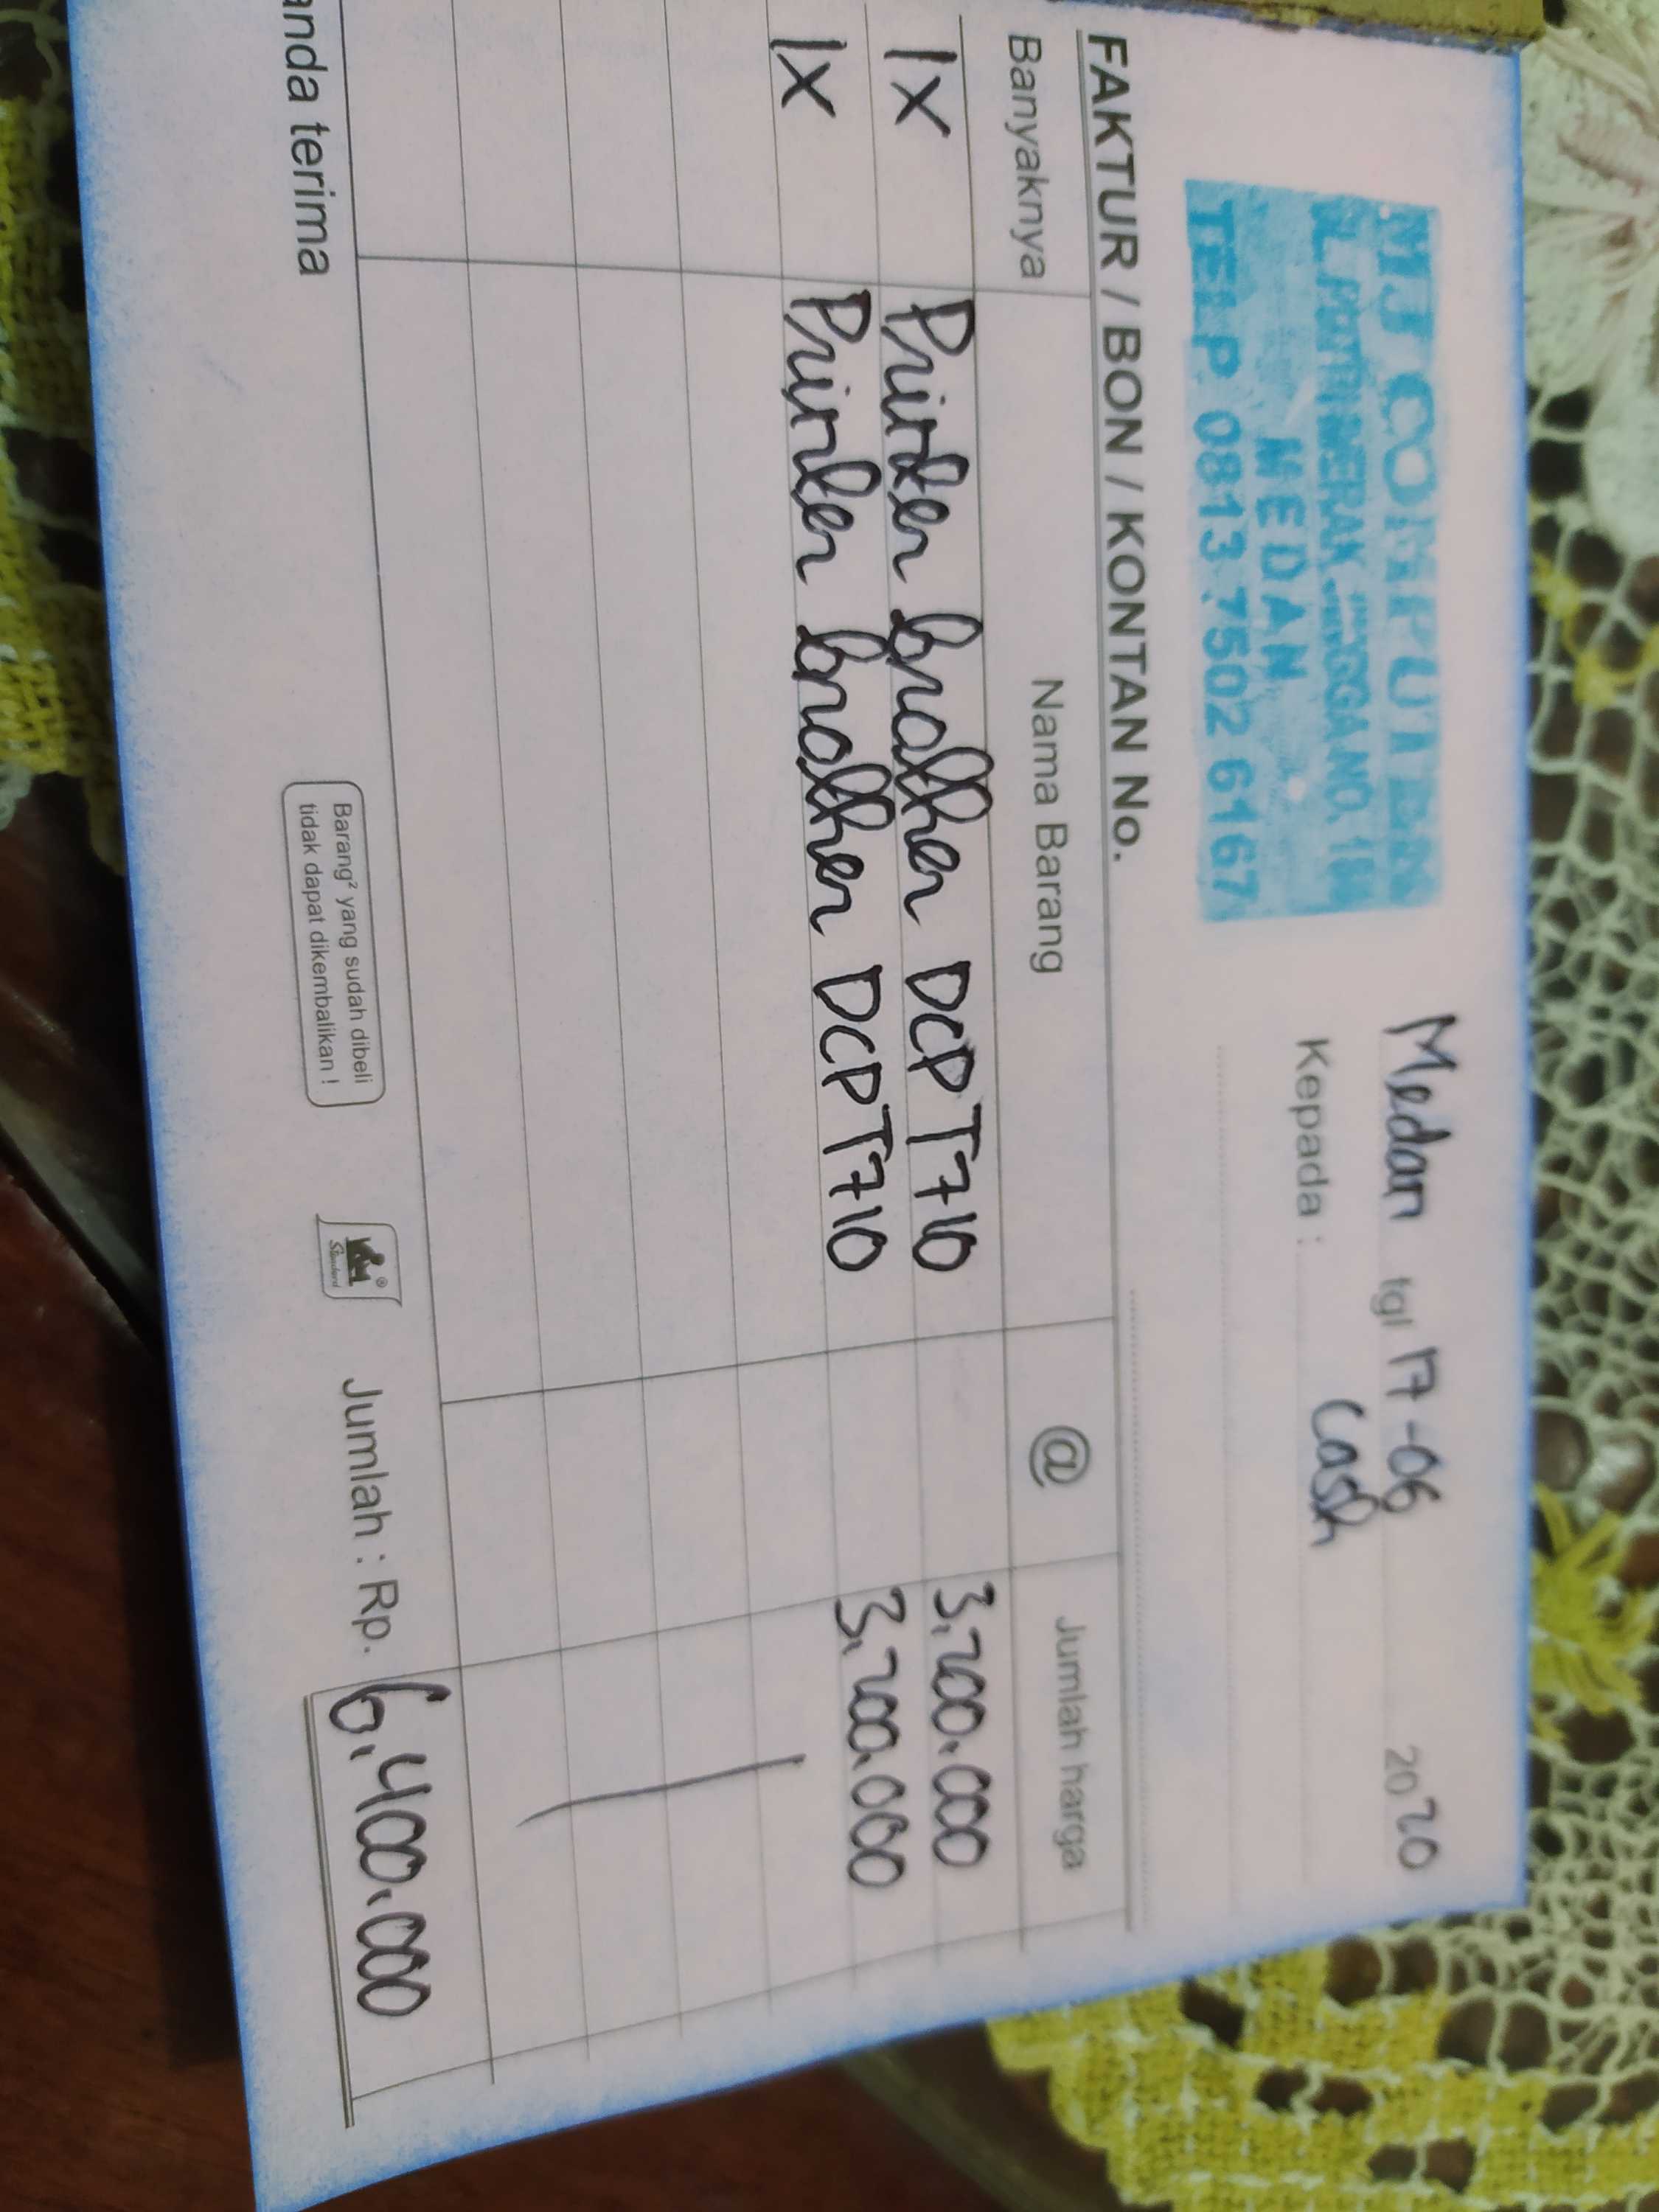 MJ COMPUTER
MEDAN
TELP 0813 7502 6167
Medan tgl 17-06 2020
Kepada : Cash
FAKTUR / BON / KONTAN No.
Banyaknya Nama Barang @ Jumlah harga
1x Printer brother DCP T710 3.200.000
1x Printer brother DCP T710 3.200.000
anda terima
Barang² yang sudah dibeli
tidak dapat dikembalikan !
Standard
Jumlah : Rp. 6.400.000